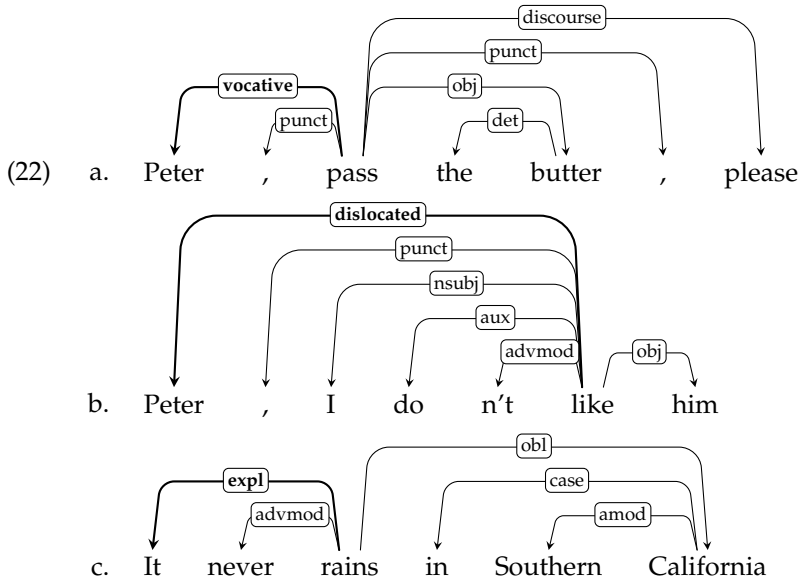 discourse
punct
vocative obj
punct det
(22) a. Peter , pass the butter , please
dislocated
punct
nsubj
aux
advmod obj
b. Peter , I do n't like him
obl
expl case
advmod amod
c. It never rains in Southern California